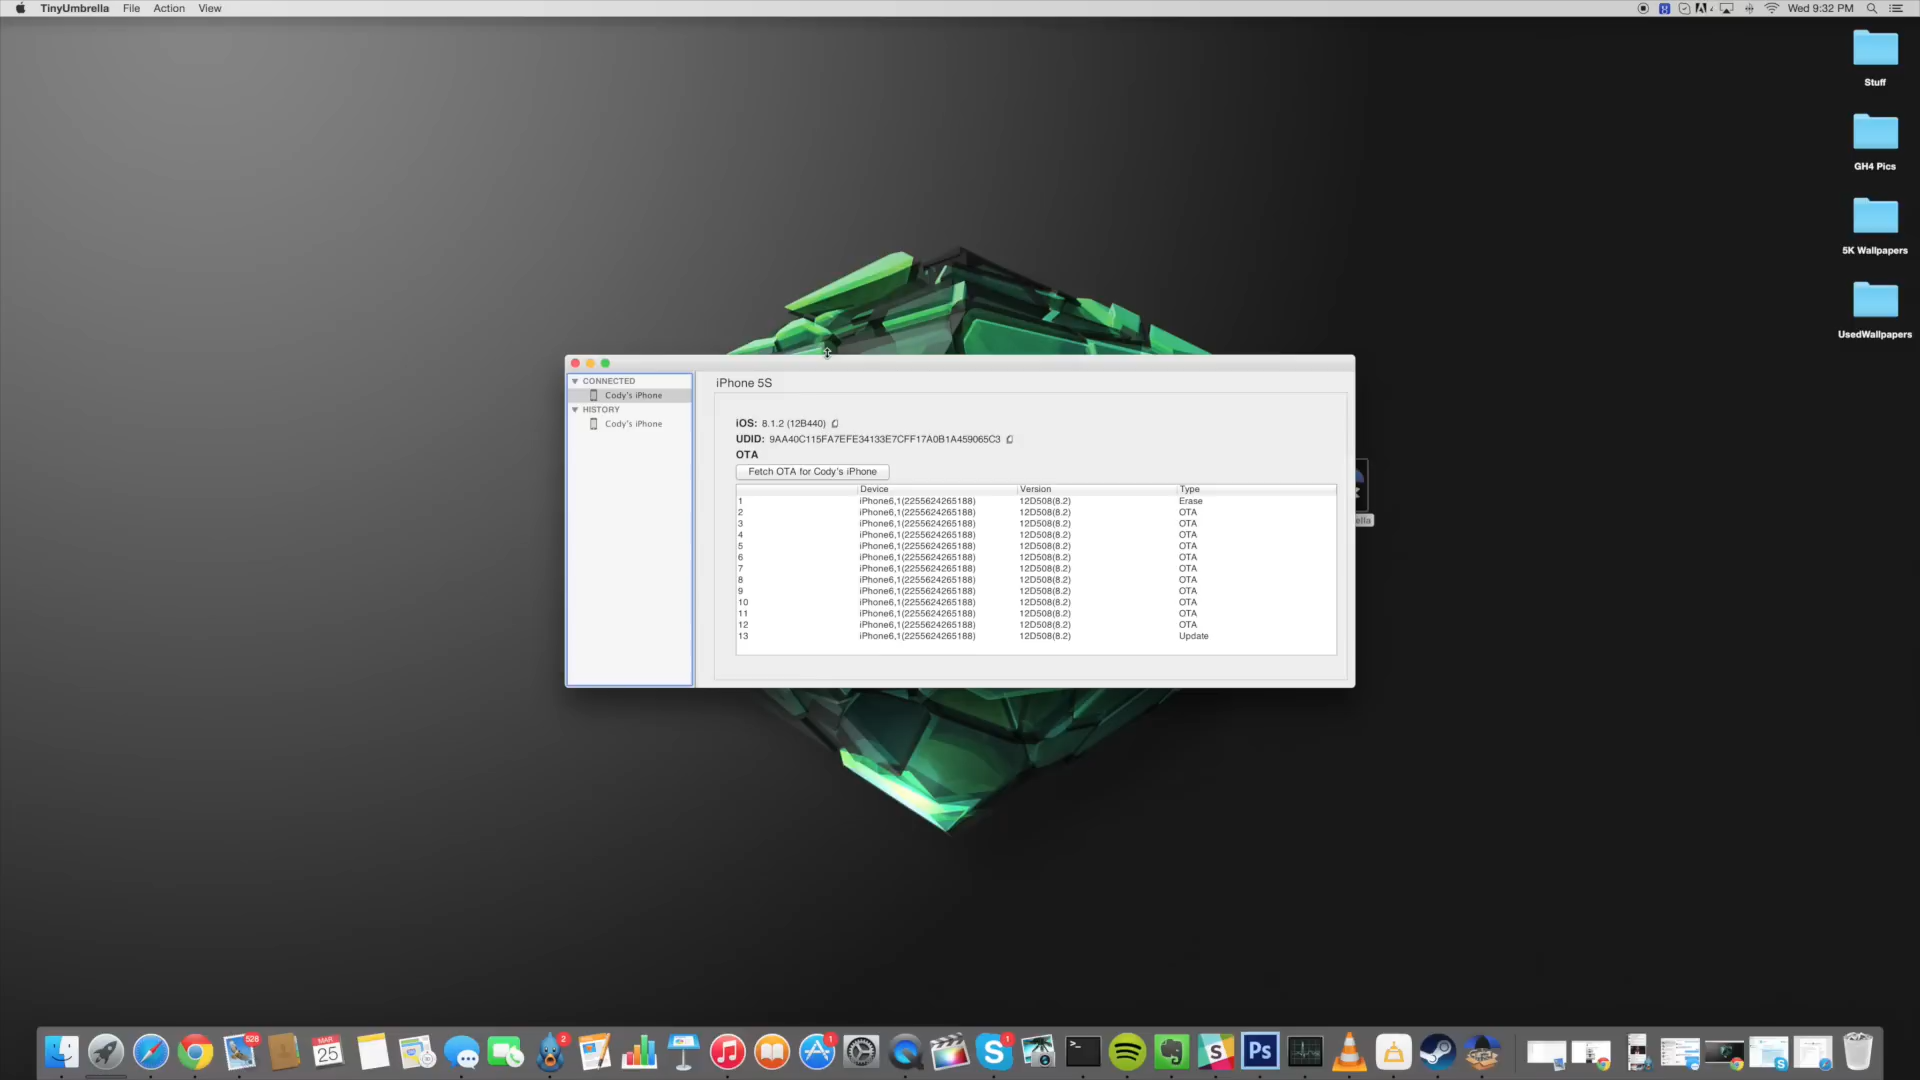 TinyUmbrella File Action View Wed 9:32 PM
Stuff
GH4 Pics
5K Wallpapers
UsedWallpapers
CONNECTED
Cody's iPhone
HISTORY
Cody's iPhone
iPhone 5S
iOS: 8.1.2 (12B440)
UDID: 9AA40C115FA7EFE34133E7CFF17A0B1A459065C3
OTA
Fetch OTA for Cody's iPhone
Device Version Type
1 iPhone6,1(2255624265188) 12D508(8.2) Erase
2 iPhone6,1(2255624265188) 12D508(8.2) OTA
3 iPhone6,1(2255624265188) 12D508(8.2) OTA
4 iPhone6,1(2255624265188) 12D508(8.2) OTA
5 iPhone6,1(2255624265188) 12D508(8.2) OTA
6 iPhone6,1(2255624265188) 12D508(8.2) OTA
7 iPhone6,1(2255624265188) 12D508(8.2) OTA
8 iPhone6,1(2255624265188) 12D508(8.2) OTA
9 iPhone6,1(2255624265188) 12D508(8.2) OTA
10 iPhone6,1(2255624265188) 12D508(8.2) OTA
11 iPhone6,1(2255624265188) 12D508(8.2) OTA
12 iPhone6,1(2255624265188) 12D508(8.2) OTA
13 iPhone6,1(2255624265188) 12D508(8.2) Update
ella
528
MAR
25
2
1
1
Ps